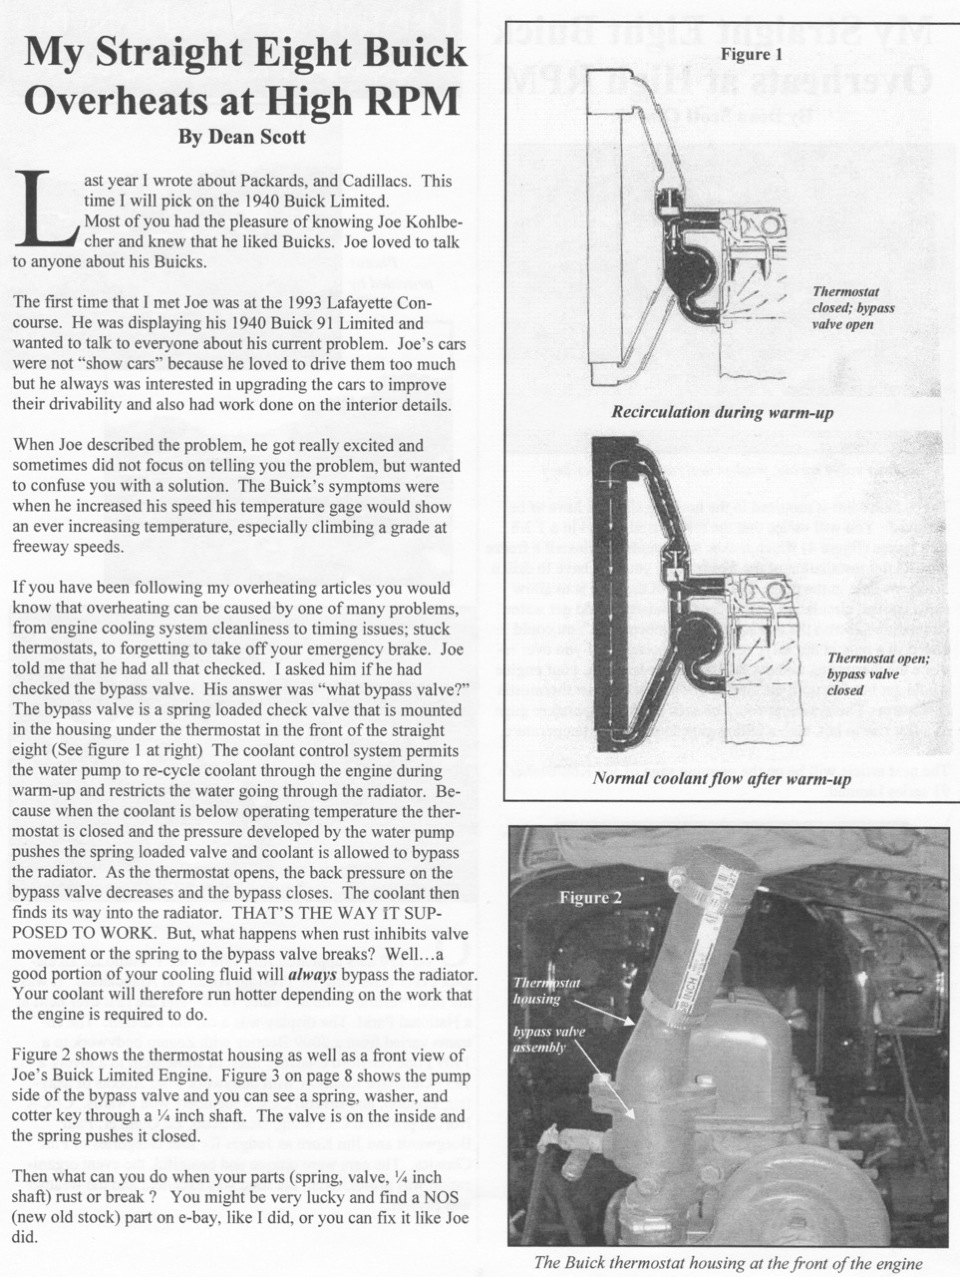 My Straight Eight Buick
Overheats at High RPM
By Dean Scott
Last year I wrote about Packards, and Cadillacs. This
time I will pick on the 1940 Buick Limited.
Most of you had the pleasure of knowing Joe Kohlbe-
cher and knew that he liked Buicks. Joe loved to talk
to anyone about his Buicks.
The first time that I met Joe was at the 1993 Lafayette Con-
course. He was displaying his 1940 Buick 91 Limited and
wanted to talk to everyone about his current problem. Joe's cars
were not “show cars” because he loved to drive them too much
but he always was interested in upgrading the cars to improve
their drivability and also had work done on the interior details.
When Joe described the problem, he got really excited and
sometimes did not focus on telling you the problem, but wanted
to confuse you with a solution. The Buick's symptoms were
when he increased his speed his temperature gage would show
an ever increasing temperature, especially climbing a grade at
freeway speeds.
If you have been following my overheating articles you would
know that overheating can be caused by one of many problems,
from engine cooling system cleanliness to timing issues; stuck
thermostats, to forgetting to take off your emergency brake. Joe
told me that he had all that checked. I asked him if he had
checked the bypass valve. His answer was “what bypass valve?”
The bypass valve is a spring loaded check valve that is mounted
in the housing under the thermostat in the front of the straight
eight (See figure 1 at right) The coolant control system permits
the water pump to re-cycle coolant through the engine during
warm-up and restricts the water going through the radiator. Be-
cause when the coolant is below operating temperature the ther-
mostat is closed and the pressure developed by the water pump
pushes the spring loaded valve and coolant is allowed to bypass
the radiator. As the thermostat opens, the back pressure on the
bypass valve decreases and the bypass closes. The coolant then
finds its way into the radiator. THAT'S THE WAY IT SUP-
POSED TO WORK. But, what happens when rust inhibits valve
movement or the spring to the bypass valve breaks? Well…a
good portion of your cooling fluid will always bypass the radiator.
Your coolant will therefore run hotter depending on the work that
the engine is required to do.
Figure 2 shows the thermostat housing as well as a front view of
Joe's Buick Limited Engine. Figure 3 on page 8 shows the pump
side of the bypass valve and you can see a spring, washer, and
cotter key through a ¼ inch shaft. The valve is on the inside and
the spring pushes it closed.
Then what can you do when your parts (spring, valve, ¼ inch
shaft) rust or break ? You might be very lucky and find a NOS
(new old stock) part on e-bay, like I did, or you can fix it like Joe
did.
Figure 1
Thermostat
closed; bypass
valve open
Recirculation during warm-up
Thermostat open;
bypass valve
closed
Normal coolant flow after warm-up
Figure 2
Thermostat
housing
bypass valve
assembly
The Buick thermostat housing at the front of the engine